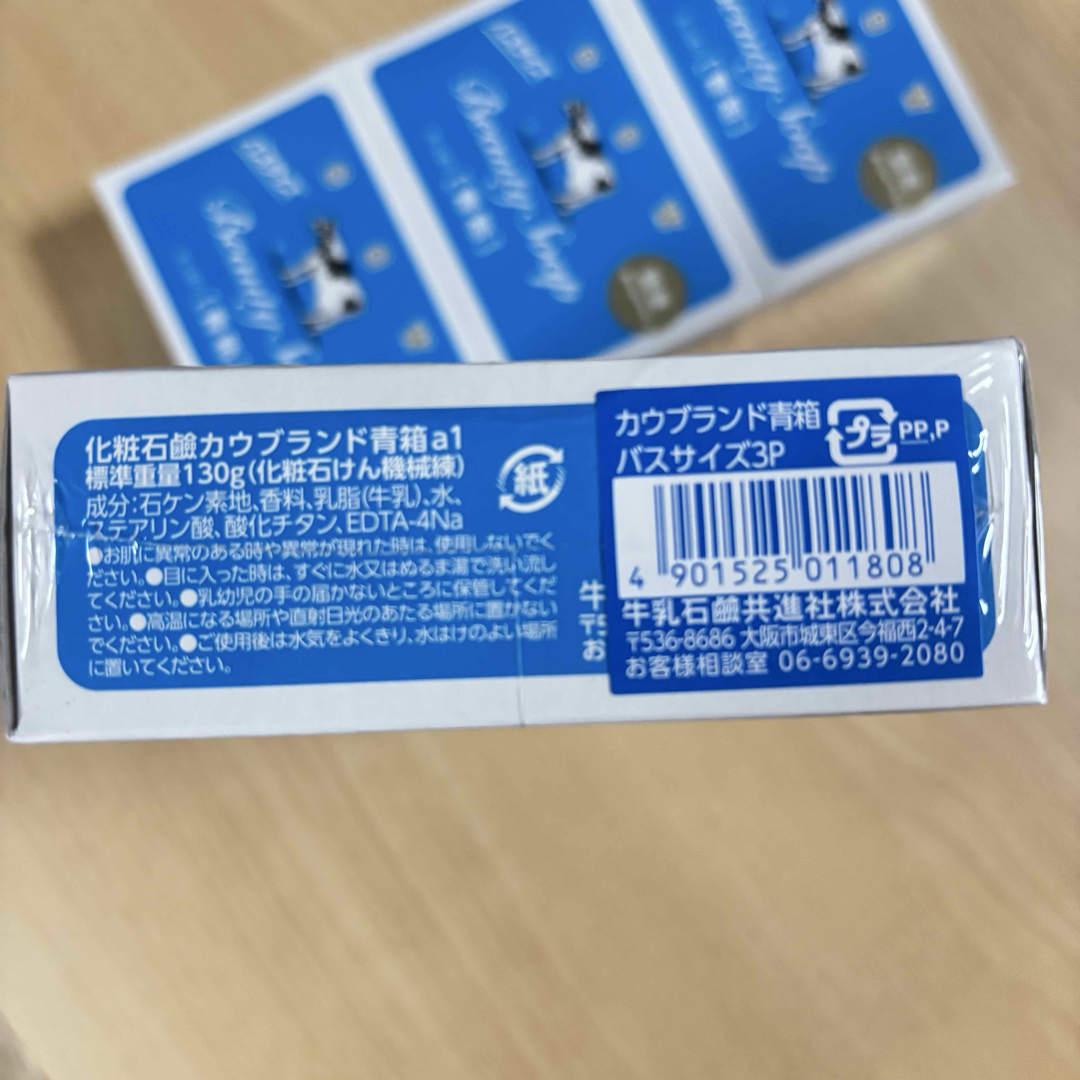 Beauty Soap
Beauty Soap
Beauty Soap
化粧石鹸カウブランド青箱a1
標準重量130g(化粧石けん機械練)
成分:石ケン素地、香料、乳脂(牛乳)、水、
ステアリン酸、酸化チタン、EDTA-4Na
●お肌に異常のある時や異常が現れた時は、使用しないでく
ださい。●目に入った時は、すぐに水又はぬるま湯で洗い流し
てください。●乳幼児の手の届かないところに保管してくだ
さい。●高温になる場所や直射日光のあたる場所に置かない
でください。●ご使用後は水気をよくきり、水はけのよい場所
に置いてください。
紙
牛
〒5
お
カウブランド青箱
バスサイズ3P
プラ
PP,P
4 901525 011808
牛乳石鹸共進社株式会社
〒536-8686 大阪市城東区今福西2-4-7
お客様相談室 06-6939-2080